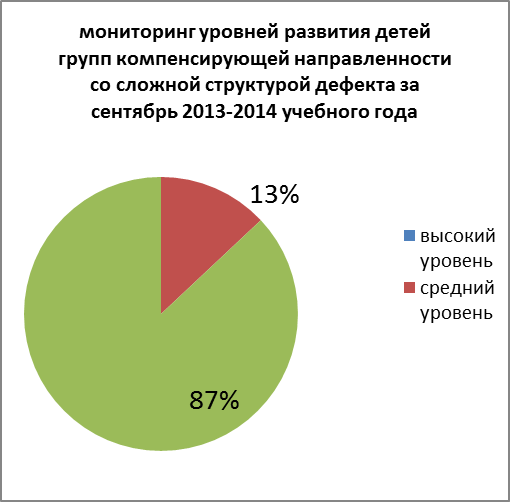 мониторинг уровней развития детей
групп компенсирующей направленности
со сложной структурой дефекта за
сентябрь 2013-2014 учебного года
13%
высокий
уровень
средний
уровень
87%